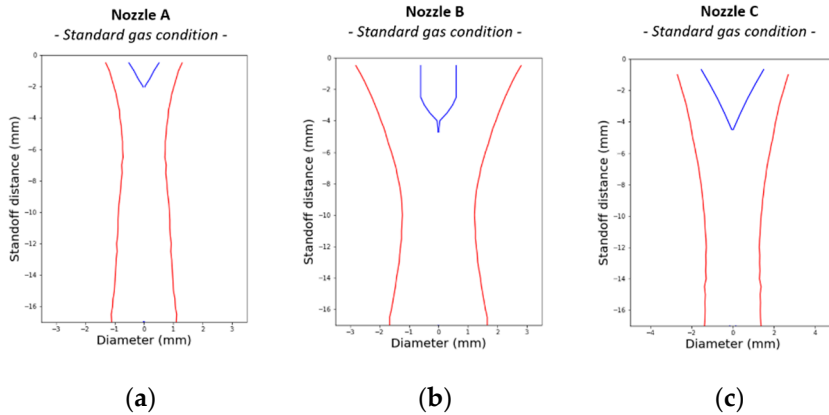 Nozzle A
- Standard gas condition -
Nozzle B
- Standard gas condition -
Nozzle C
- Standard gas condition -
Standoff distance (mm)
0
−2
−4
−6
−8
−10
−12
−14
−16
−3 −2 −1 0 1 2 3
Diameter (mm)
Standoff distance (mm)
0
−2
−4
−6
−8
−10
−12
−14
−16
−3 −2 −1 0 1 2 3
Diameter (mm)
Standoff distance (mm)
0
−2
−4
−6
−8
−10
−12
−14
−16
−4 −2 0 2 4
Diameter (mm)
(a)
(b)
(c)